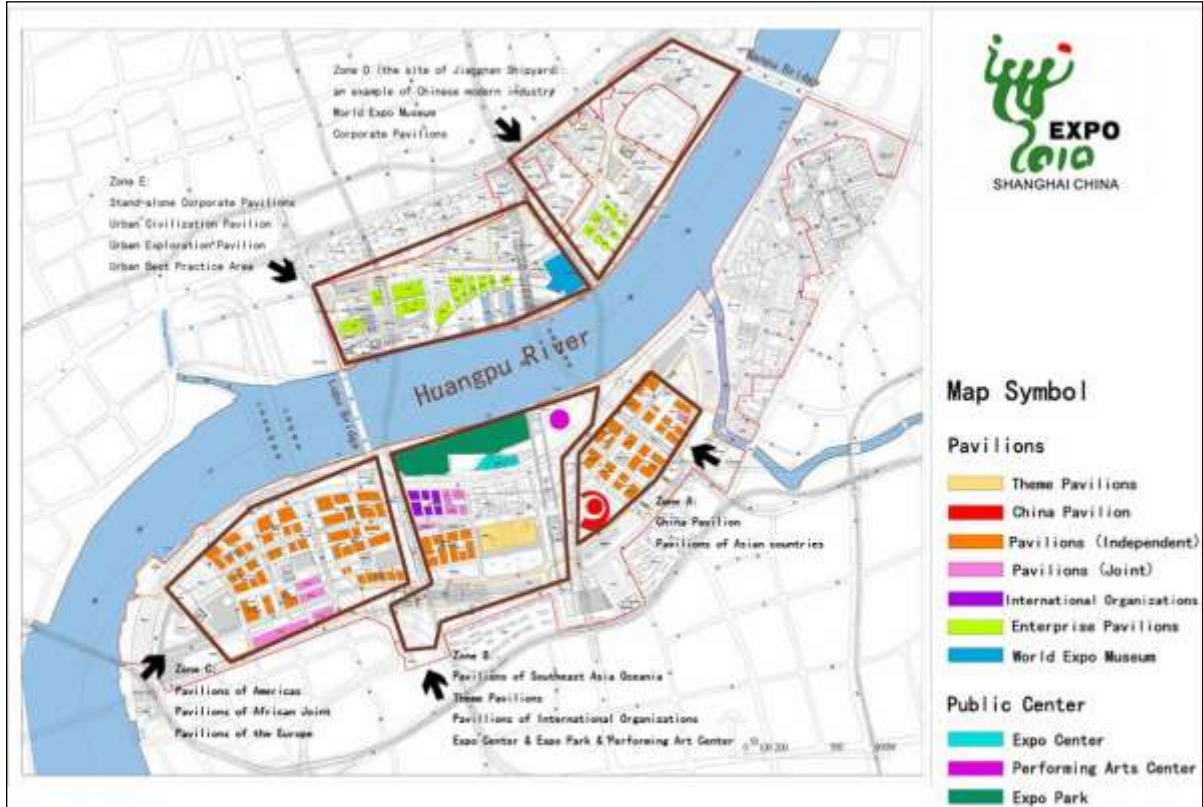 Zone D (the site of Jiangnan Shipyard):
an example of Chinese modern industry
World Expo Museum
Corporate Pavilions
Nanpu Bridge
Zone E:
Stand-alone Corporate Pavilions
Urban Civilization Pavilion
Urban Exploration Pavilion
Urban Best Practice Area
Huangpu River
Lupu Bridge
Zone A:
China Pavilion
Pavilions of Asian countries
Zone C:
Pavilions of Americas
Pavilions of African Joint
Pavilions of the Europe
Zone B:
Pavilions of Southeast Asia Oceania
Theme Pavilions
Pavillions of International Organizations
Expo Center & Expo Park & Performing Art Center
EXPO
2010
SHANGHAI CHINA
Map Symbol
Pavilions
Theme Pavilions
China Pavilion
Pavilions (Independent)
Pavilions (Joint)
International Organizations
Enterprise Pavilions
World Expo Museum
Public Center
Expo Center
Performing Arts Center
Expo Park